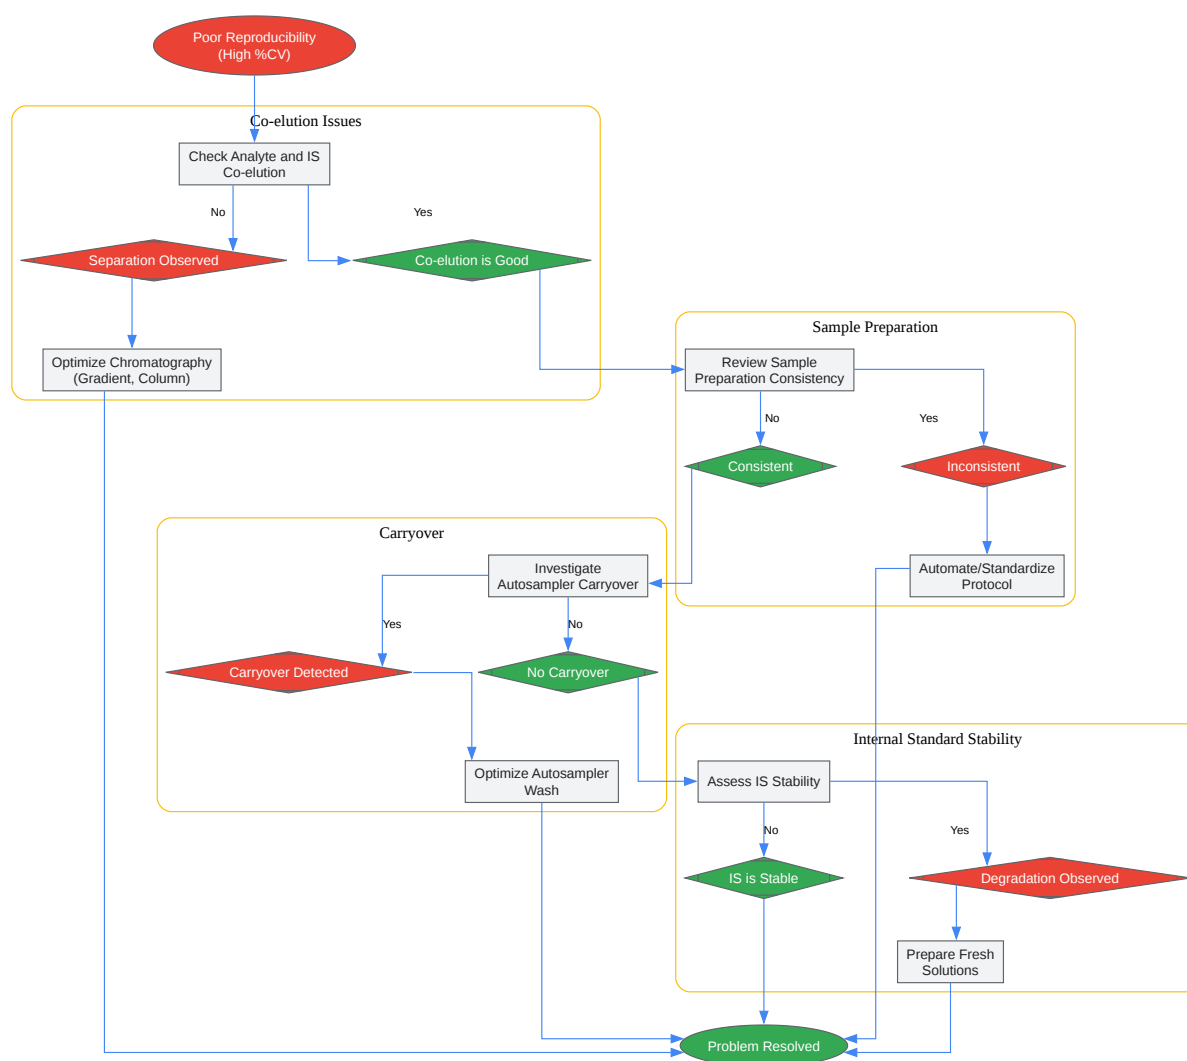 Poor Reproducibility
(High %CV)
Co-elution Issues
Check Analyte and IS
Co-elution
No
Yes
Separation Observed
Co-elution is Good
Optimize Chromatography
(Gradient, Column)
Sample Preparation
Review Sample
Preparation Consistency
No
Yes
Consistent
Inconsistent
Automate/Standardize
Protocol
Carryover
Investigate
Autosampler Carryover
Yes
No
Carryover Detected
No Carryover
Optimize Autosampler
Wash
Internal Standard Stability
Assess IS Stability
No
Yes
IS is Stable
Degradation Observed
Prepare Fresh
Solutions
Problem Resolved